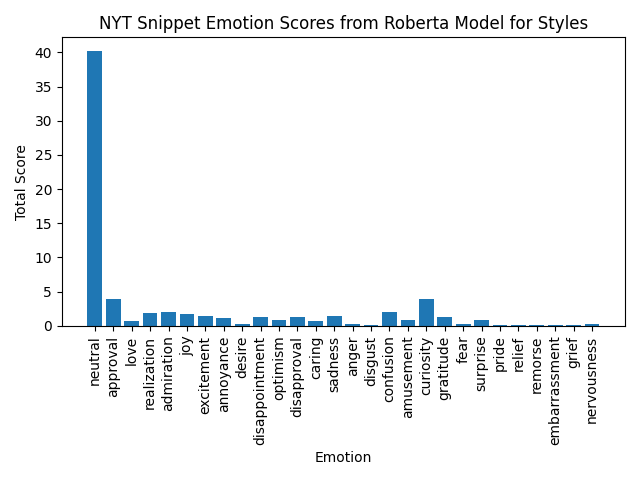 NYT Snippet Emotion Scores from Roberta Model for Styles
Total Score
40
35
30
25
20
15
10
5
0
neutral
approval
love
realization
admiration
joy
excitement
annoyance
desire
disappointment
optimism
disapproval
caring
sadness
anger
disgust
confusion
amusement
curiosity
gratitude
fear
surprise
pride
relief
remorse
embarrassment
grief
nervousness
Emotion